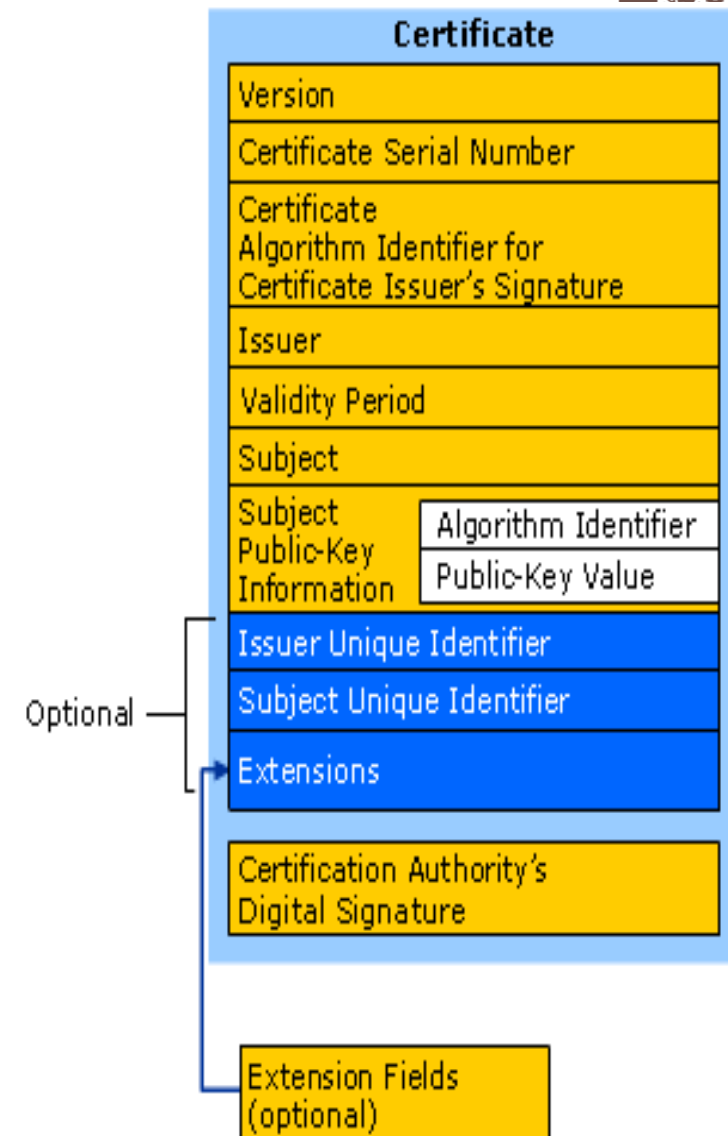 Certificate
Version
Certificate Serial Number
Certificate
Algorithm Identifier for
Certificate Issuer's Signature
Issuer
Validity Period
Subject
Subject
Public-Key
Information
Algorithm Identifier
Public-Key Value
Optional
Issuer Unique Identifier
Subject Unique Identifier
Extensions
Certification Authority's
Digital Signature
Extension Fields
(optional)